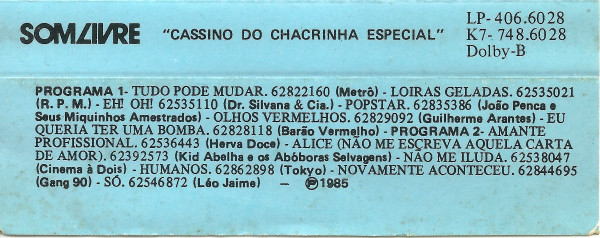 SOM LIVRE "CASSINO DO CHACRINHA ESPECIAL" LP- 406.6028
K7- 748.6028
Dolby-B
PROGRAMA 1- TUDO PODE MUDAR. 62822160 (Metrô) - LOIRAS GELADAS. 62535021
(R. P. M.) - EH! OH! 62535110 (Dr. Silvana & Cia.) - POPSTAR. 62835386 (João Penca e
Seus Miquinhos Amestrados) - OLHOS VERMELHOS. 62829092 (Guilherme Arantes) - EU
QUERIA TER UMA BOMBA. 62828118 (Barão Vermelho) - PROGRAMA 2- AMANTE
PROFISSIONAL. 62536443 (Herva Doce) - ALICE (NÃO ME ESCREVA AQUELA CARTA
DE AMOR). 62392573 (Kid Abelha e os Abóboras Selvagens) - NÃO ME ILUDA. 62538047
(Cinema à Dois) - HUMANOS. 62862898 (Tokyo) - NOVAMENTE ACONTECEU. 62844695
(Gang 90) - SÓ. 62546872 (Léo Jaime) — ℗1985